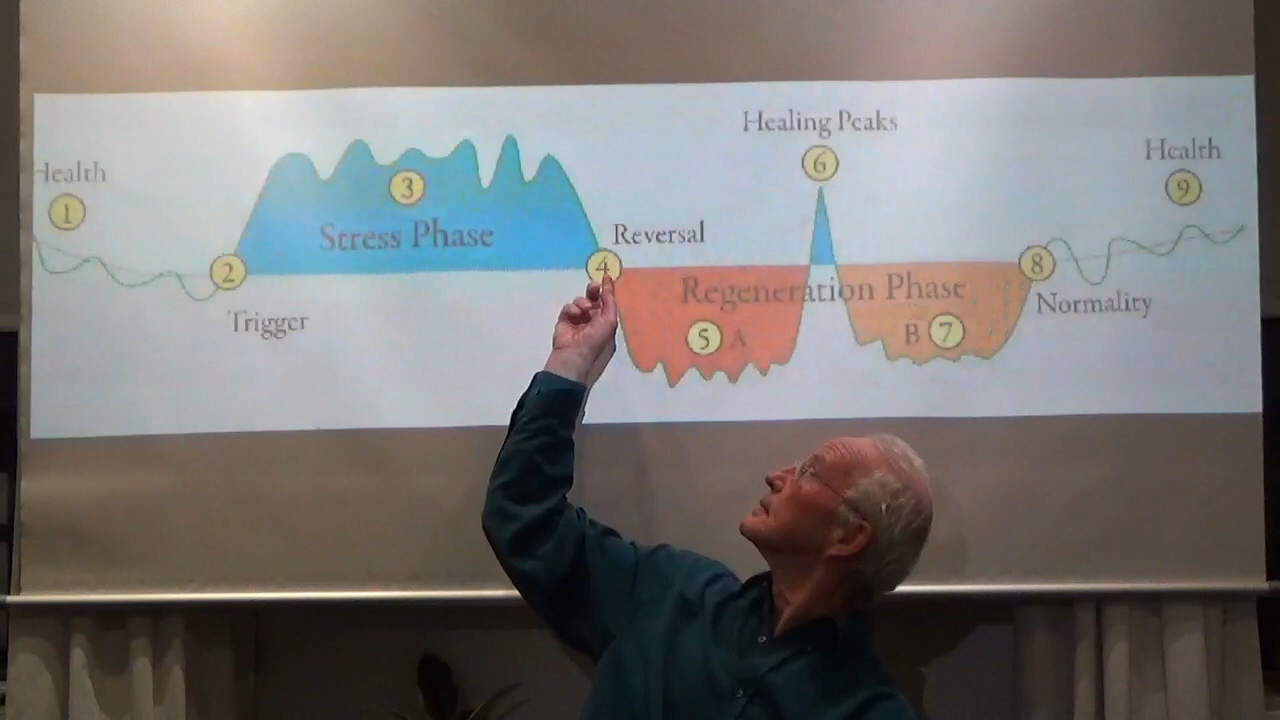 Health
1
2
Trigger
3
Stress Phase
4
Reversal
Regeneration Phase
5 A
Healing Peaks
6
B 7
8
Normality
Health
9